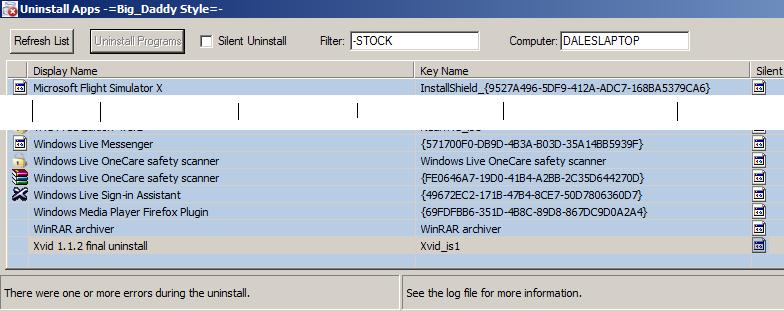 Uninstall Apps -=Big_Daddy Style=-
Refresh List Uninstall Programs Silent Uninstall Filter: -STOCK Computer: DALESLAPTOP
Display Name Key Name Silent
Microsoft Flight Simulator X InstallShield_{9527A496-5DF9-412A-ADC7-168BA5379CA6}
Windows Live Messenger {571700F0-DB9D-4B3A-B03D-35A14BB5939F}
Windows Live OneCare safety scanner Windows Live OneCare safety scanner
Windows Live OneCare safety scanner {FE0646A7-19D0-41B4-A2BB-2C35D644270D}
Windows Live Sign-in Assistant {49672EC2-171B-47B4-8CE7-50D7806360D7}
Windows Media Player Firefox Plugin {69FDFBB6-351D-4B8C-89D8-867DC9D0A2A4}
WinRAR archiver WinRAR archiver
Xvid 1.1.2 final uninstall Xvid_is1
There were one or more errors during the uninstall. See the log file for more information.